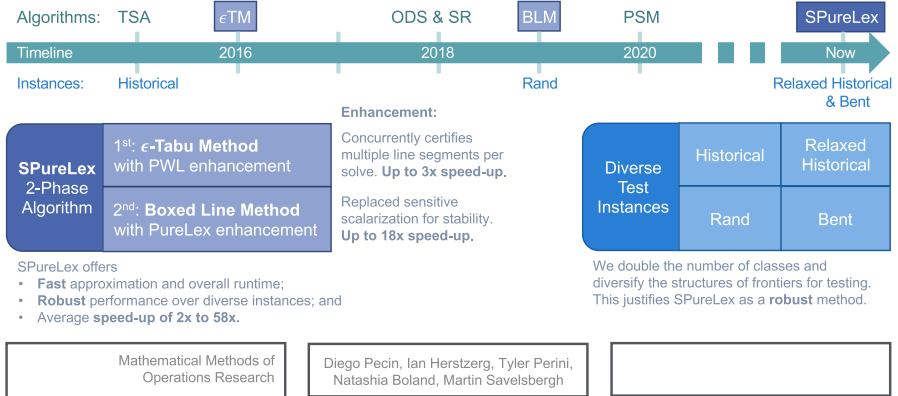 Algorithms: TSA ϵTM ODS & SR BLM PSM SPureLex
Timeline 2016 2018 2020 Now
Instances: Historical Rand Relaxed Historical
& Bent
SPureLex
2-Phase
Algorithm
1st: ϵ-Tabu Method
with PWL enhancement
2nd: Boxed Line Method
with PureLex enhancement
Enhancement:
Concurrently certifies
multiple line segments per
solve. Up to 3x speed-up.
Replaced sensitive
scalarization for stability.
Up to 18x speed-up.
Diverse
Test
Instances
Historical
Relaxed
Historical
Rand
Bent
SPureLex offers
• Fast approximation and overall runtime;
• Robust performance over diverse instances; and
• Average speed-up of 2x to 58x.
We double the number of classes and
diversify the structures of frontiers for testing.
This justifies SPureLex as a robust method.
Mathematical Methods of
Operations Research
Diego Pecin, Ian Herstzerg, Tyler Perini,
Natashia Boland, Martin Savelsbergh